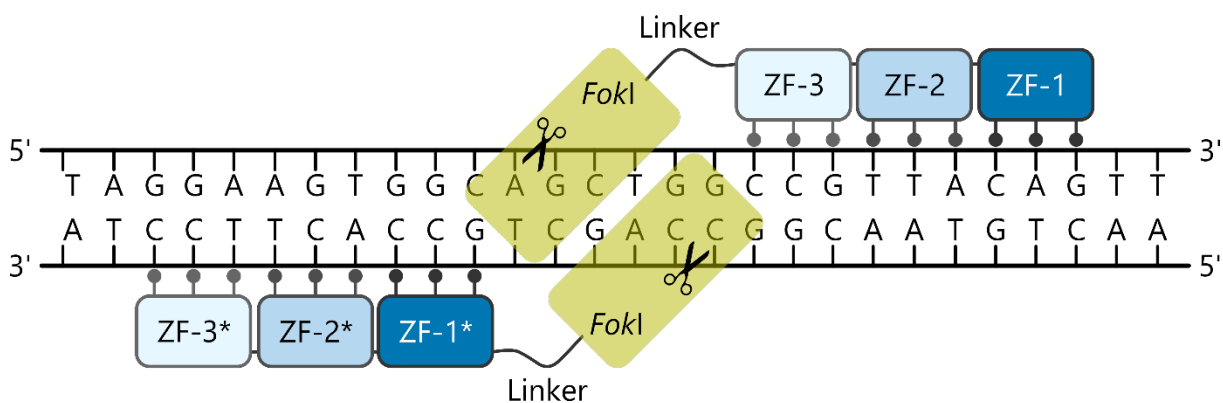 Linker
FokI
ZF-3 ZF-2 ZF-1
5' 3'
T A G G A A G T G G C A G C T G G C C G T T A C A G T T
A T C C T T C A C C G T C G A C C G G C A A T G T C A A
3' 5'
ZF-3* ZF-2* ZF-1*
FokI
Linker